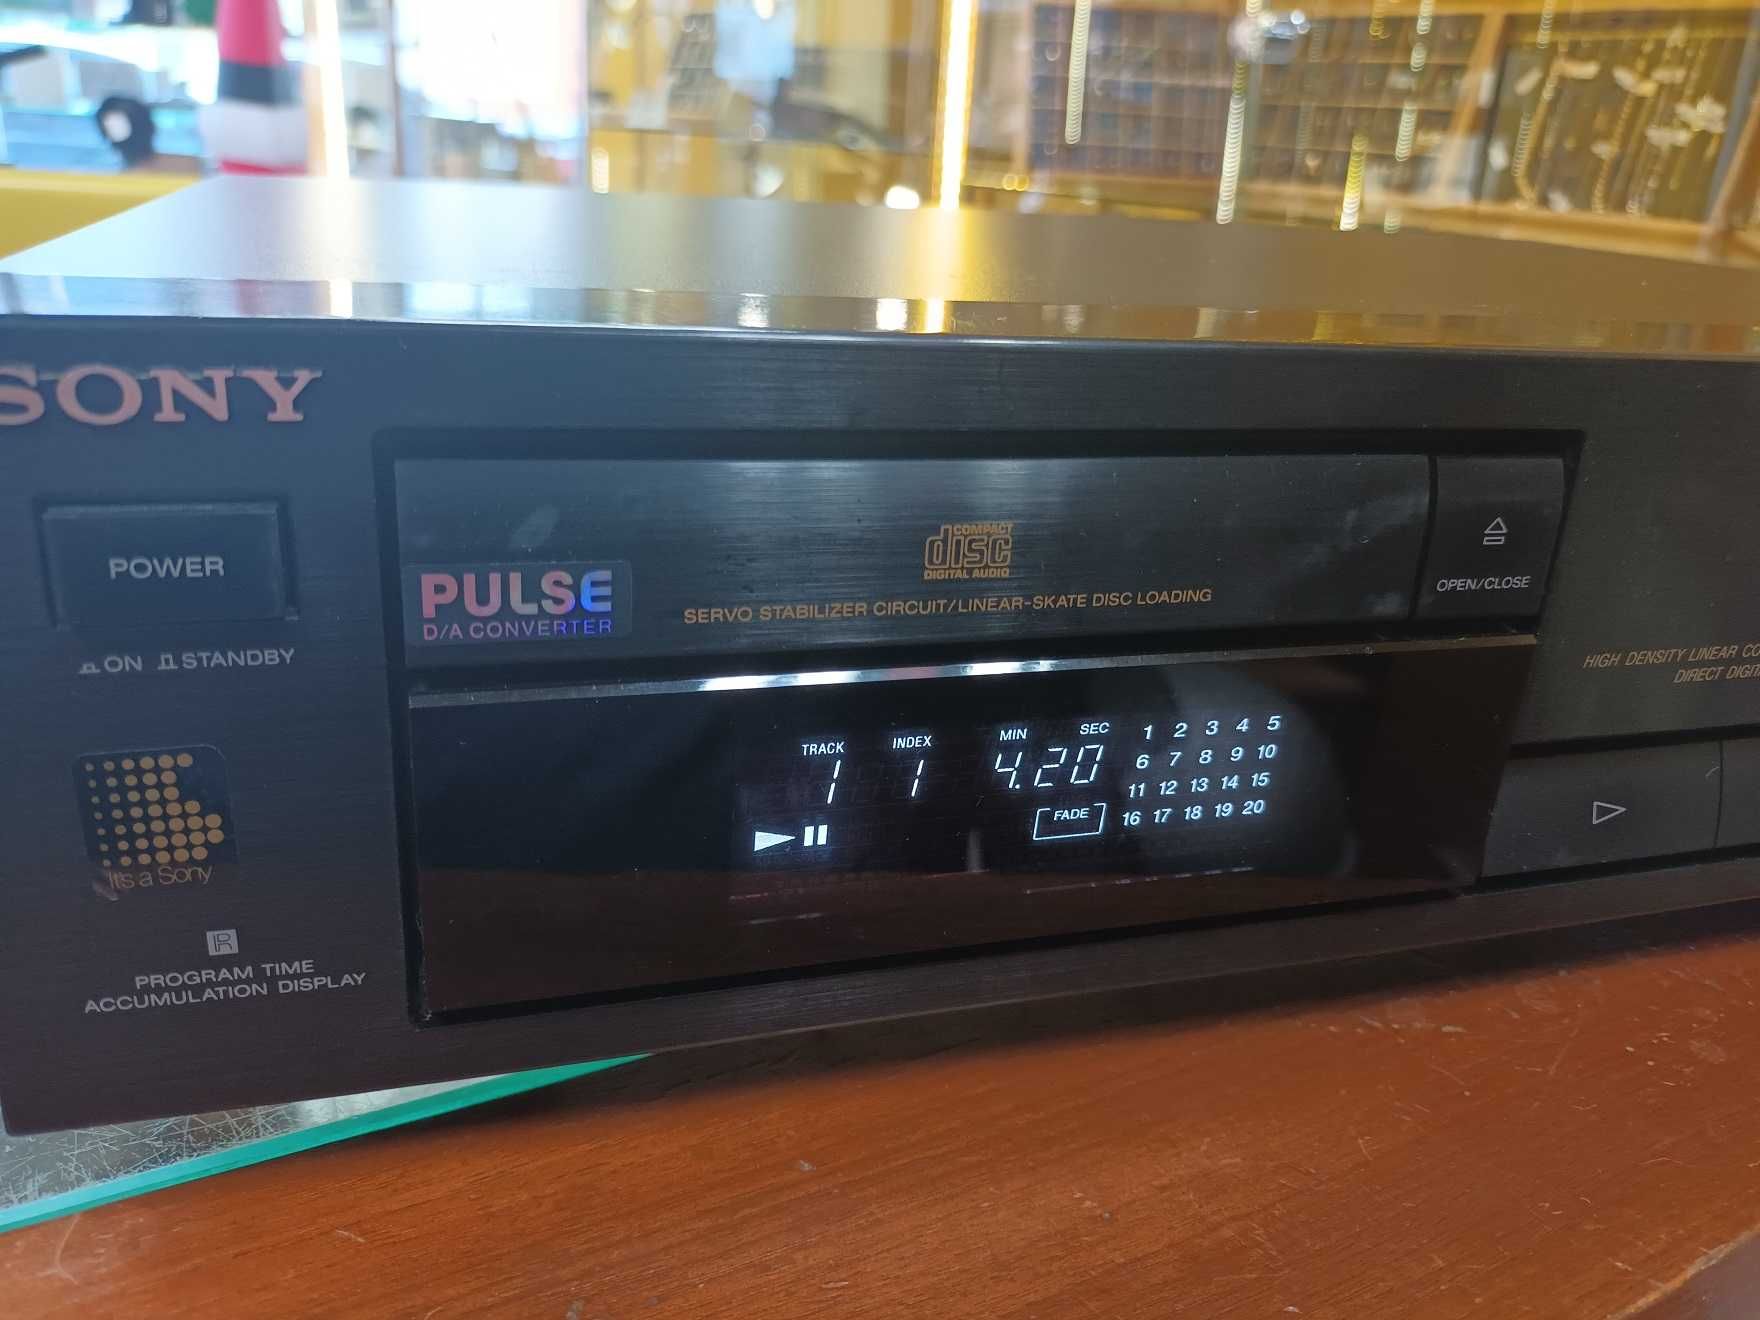 SONY
POWER
ON STANDBY
It's a Sony
R
PROGRAM TIME
ACCUMULATION DISPLAY
PULSE
D/A CONVERTER
COMPACT
disc
DIGITAL AUDIO
SERVO STABILIZER CIRCUIT/LINEAR-SKATE DISC LOADING
OPEN/CLOSE
TRACK INDEX MIN SEC
1 1 4.20
FADE
1 2 3 4 5
6 7 8 9 10
11 12 13 14 15
16 17 18 19 20
HIGH DENSITY LINEAR
DIRECT